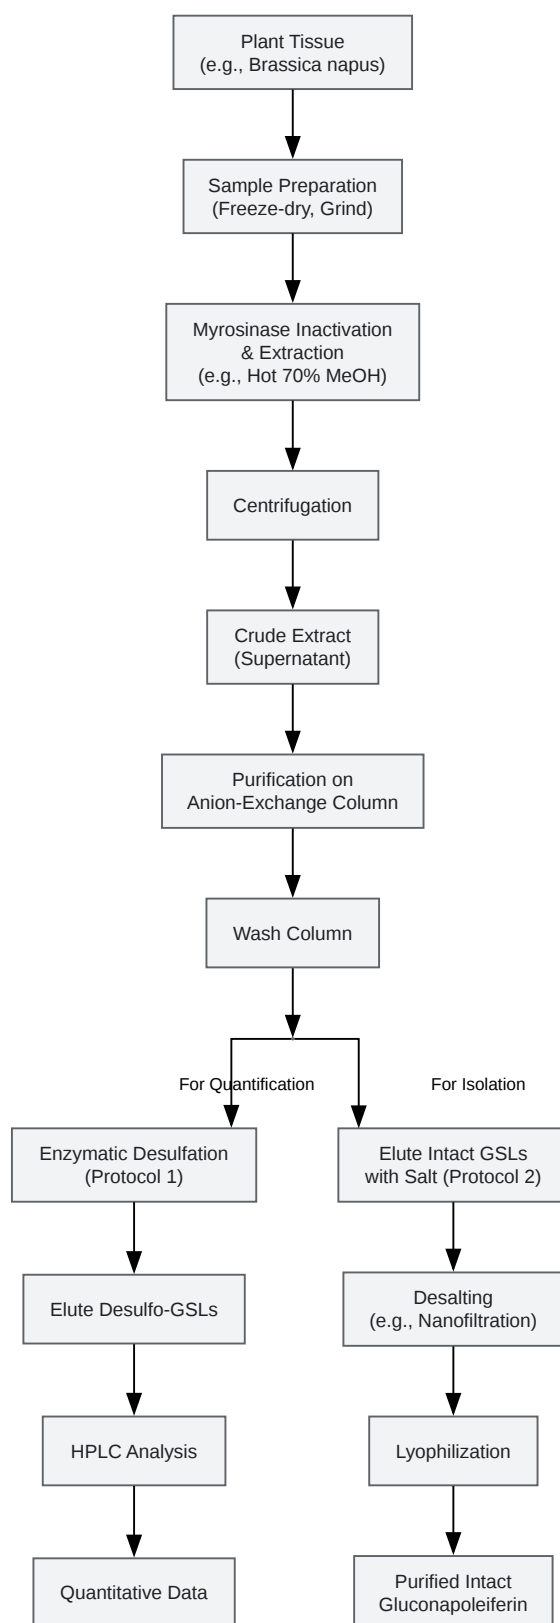 Plant Tissue
(e.g., Brassica napus)
Sample Preparation
(Freeze-dry, Grind)
Myrosinase Inactivation
& Extraction
(e.g., Hot 70% MeOH)
Centrifugation
Crude Extract
(Supernatant)
Purification on
Anion-Exchange Column
Wash Column
For Quantification
For Isolation
Enzymatic Desulfation
(Protocol 1)
Elute Intact GSLs
with Salt (Protocol 2)
Elute Desulfo-GSLs
Desalting
(e.g., Nanofiltration)
HPLC Analysis
Lyophilization
Quantitative Data
Purified Intact
Gluconapoleiferin